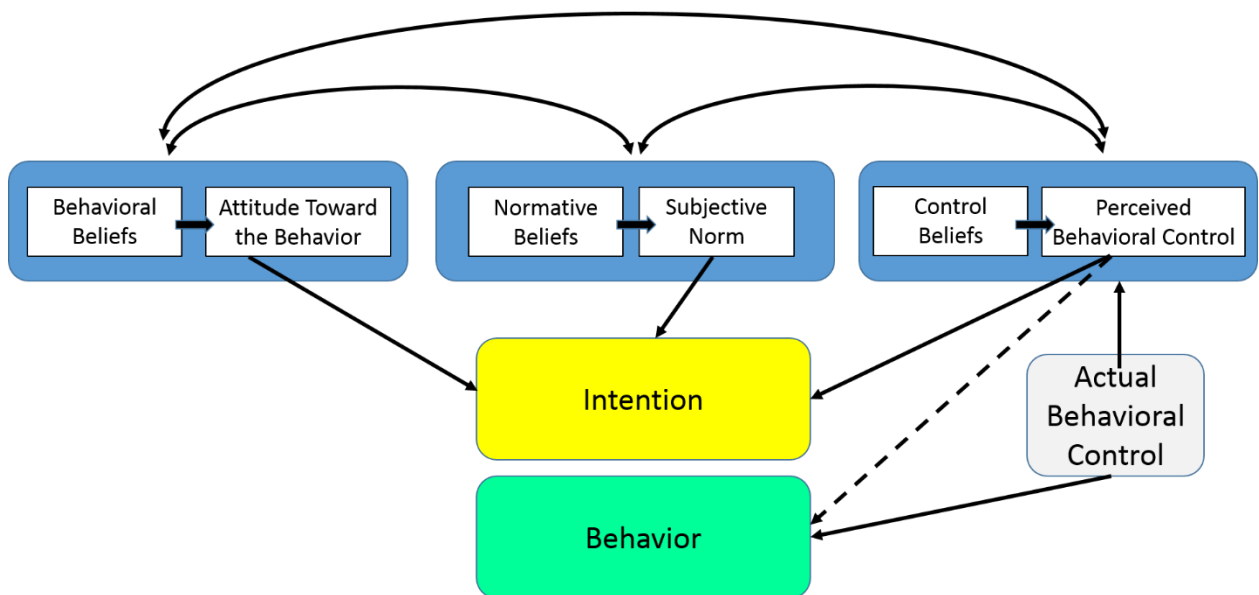 Behavioral
Beliefs
Attitude Toward
the Behavior
Normative
Beliefs
Subjective
Norm
Control
Beliefs
Perceived
Behavioral Control
Intention
Actual
Behavioral
Control
Behavior